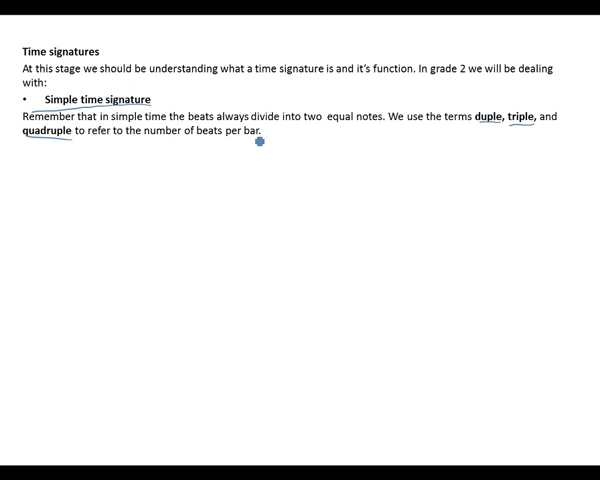 Time signatures
At this stage we should be understanding what a time signature is and it's function. In grade 2 we will be dealing
with:
• Simple time signature
Remember that in simple time the beats always divide into two equal notes. We use the terms duple, triple, and
quadruple to refer to the number of beats per bar.